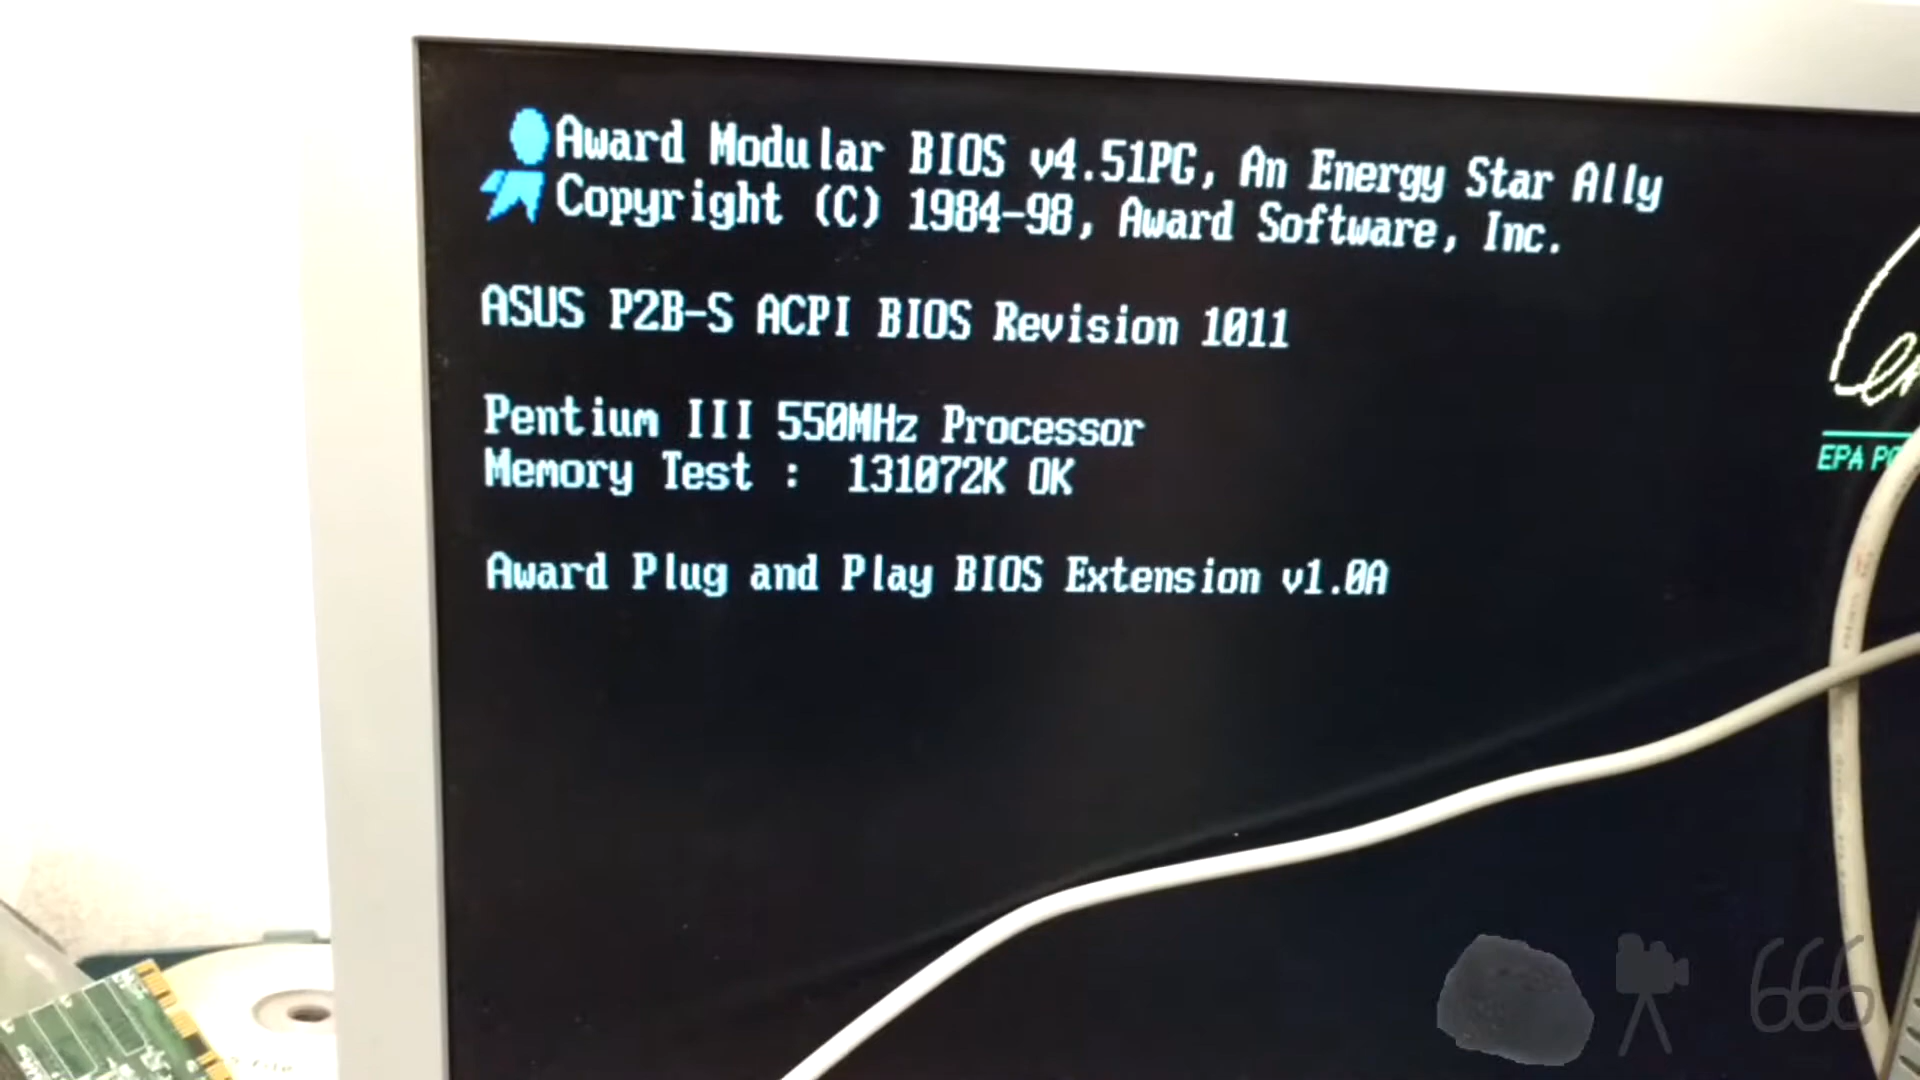 Award Modular BIOS v4.51PG, An Energy Star Ally
Copyright (C) 1984-98, Award Software, Inc.
ASUS P2B-S ACPI BIOS Revision 1011
EPA
Pentium III 550MHz Processor
Memory Test :  131072K OK
Award Plug and Play BIOS Extension v1.0A
666